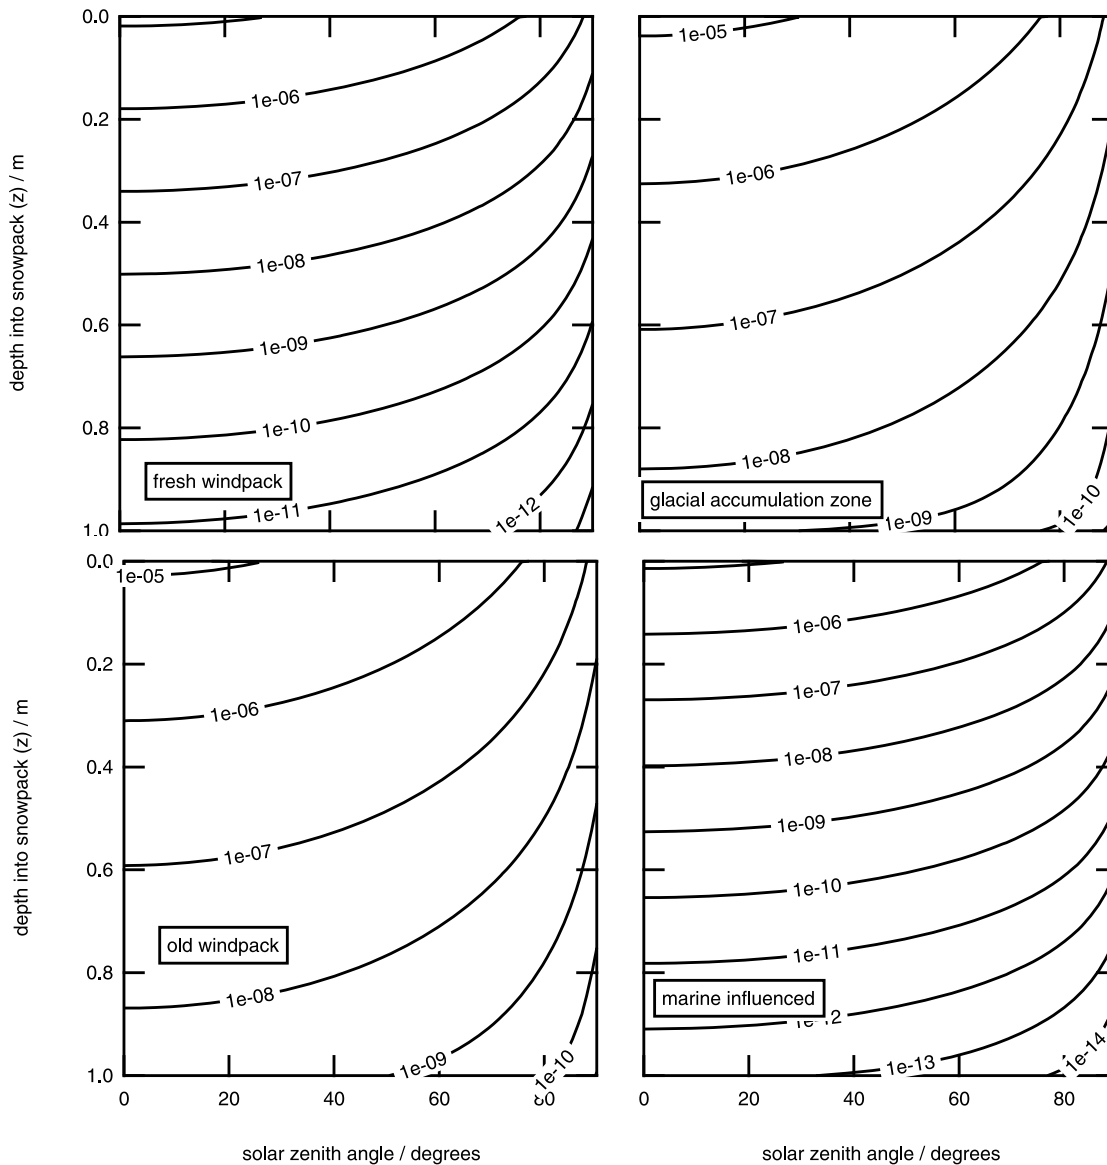 0.0
0.2
0.4
0.6
0.8
1.0
depth into snowpack (z) / m
1e-06
1e-07
1e-08
1e-09
1e-10
1e-11
1e-12
fresh windpack
1e-05
1e-06
1e-07
1e-08
1e-09
1e-10
glacial accumulation zone
0.0
0.2
0.4
0.6
0.8
1.0
depth into snowpack (z) / m
1e-05
1e-06
1e-07
1e-08
1e-09
1e-10
old windpack
0
20
40
60
80
solar zenith angle / degrees
1e-06
1e-07
1e-08
1e-09
1e-10
1e-11
1e-12
1e-13
1e-14
marine influenced
0
20
40
60
80
solar zenith angle / degrees